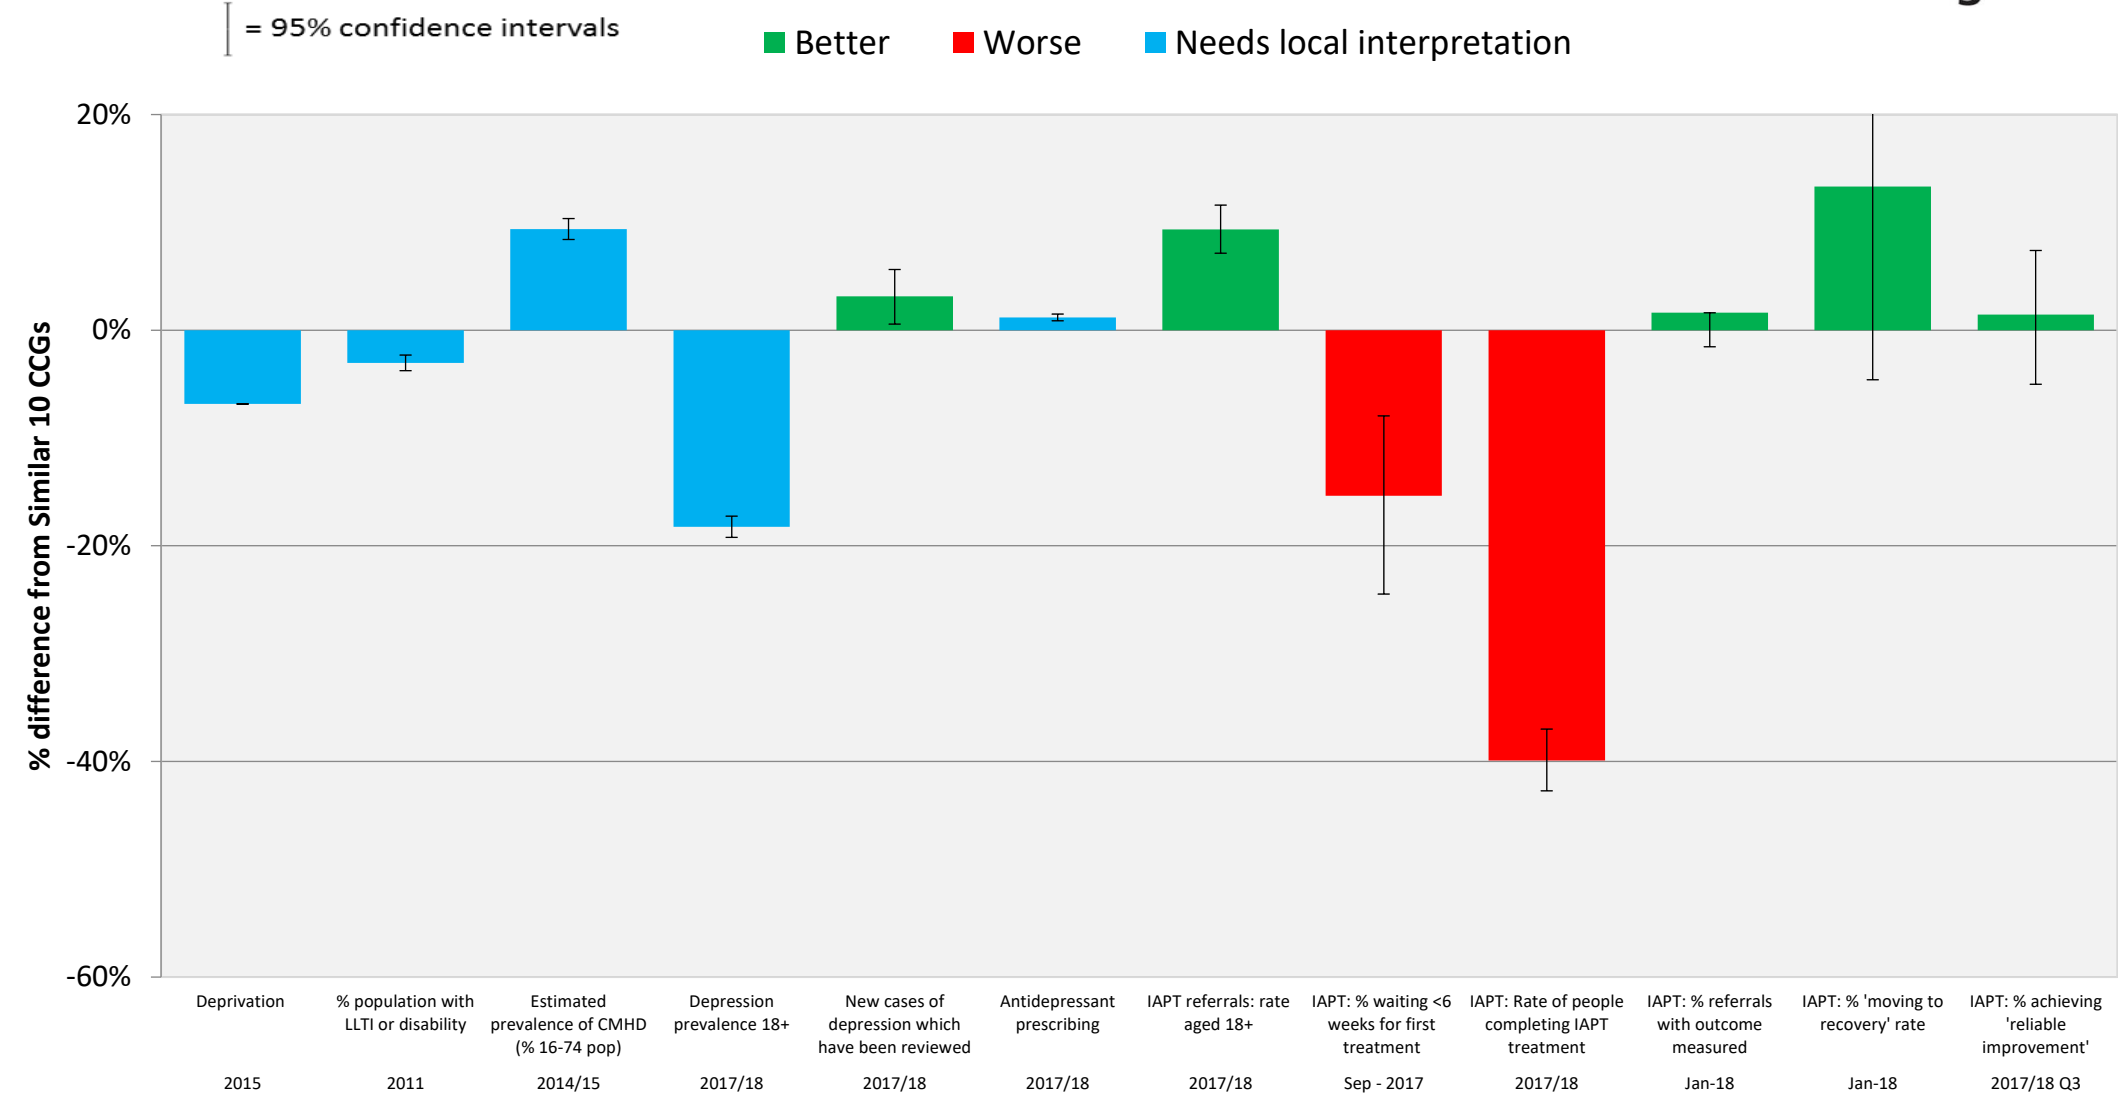 = 95% confidence intervals
Better Worse Needs local interpretation
% difference from Similar 10 CCGs
20%
0%
-20%
-40%
-60%
Deprivation
2015
% population with
LLTI or disability
2011
Estimated
prevalence of CMHD
(% 16-74 pop)
2014/15
Depression
prevalence 18+
2017/18
New cases of
depression which
have been reviewed
2017/18
Antidepressant
prescribing
2017/18
IAPT referrals: rate
aged 18+
2017/18
IAPT: % waiting <6
weeks for first
treatment
Sep - 2017
IAPT: Rate of people
completing IAPT
treatment
2017/18
IAPT: % referrals
with outcome
measured
Jan-18
IAPT: % 'moving to
recovery' rate
Jan-18
IAPT: % achieving
'reliable
improvement'
2017/18 Q3